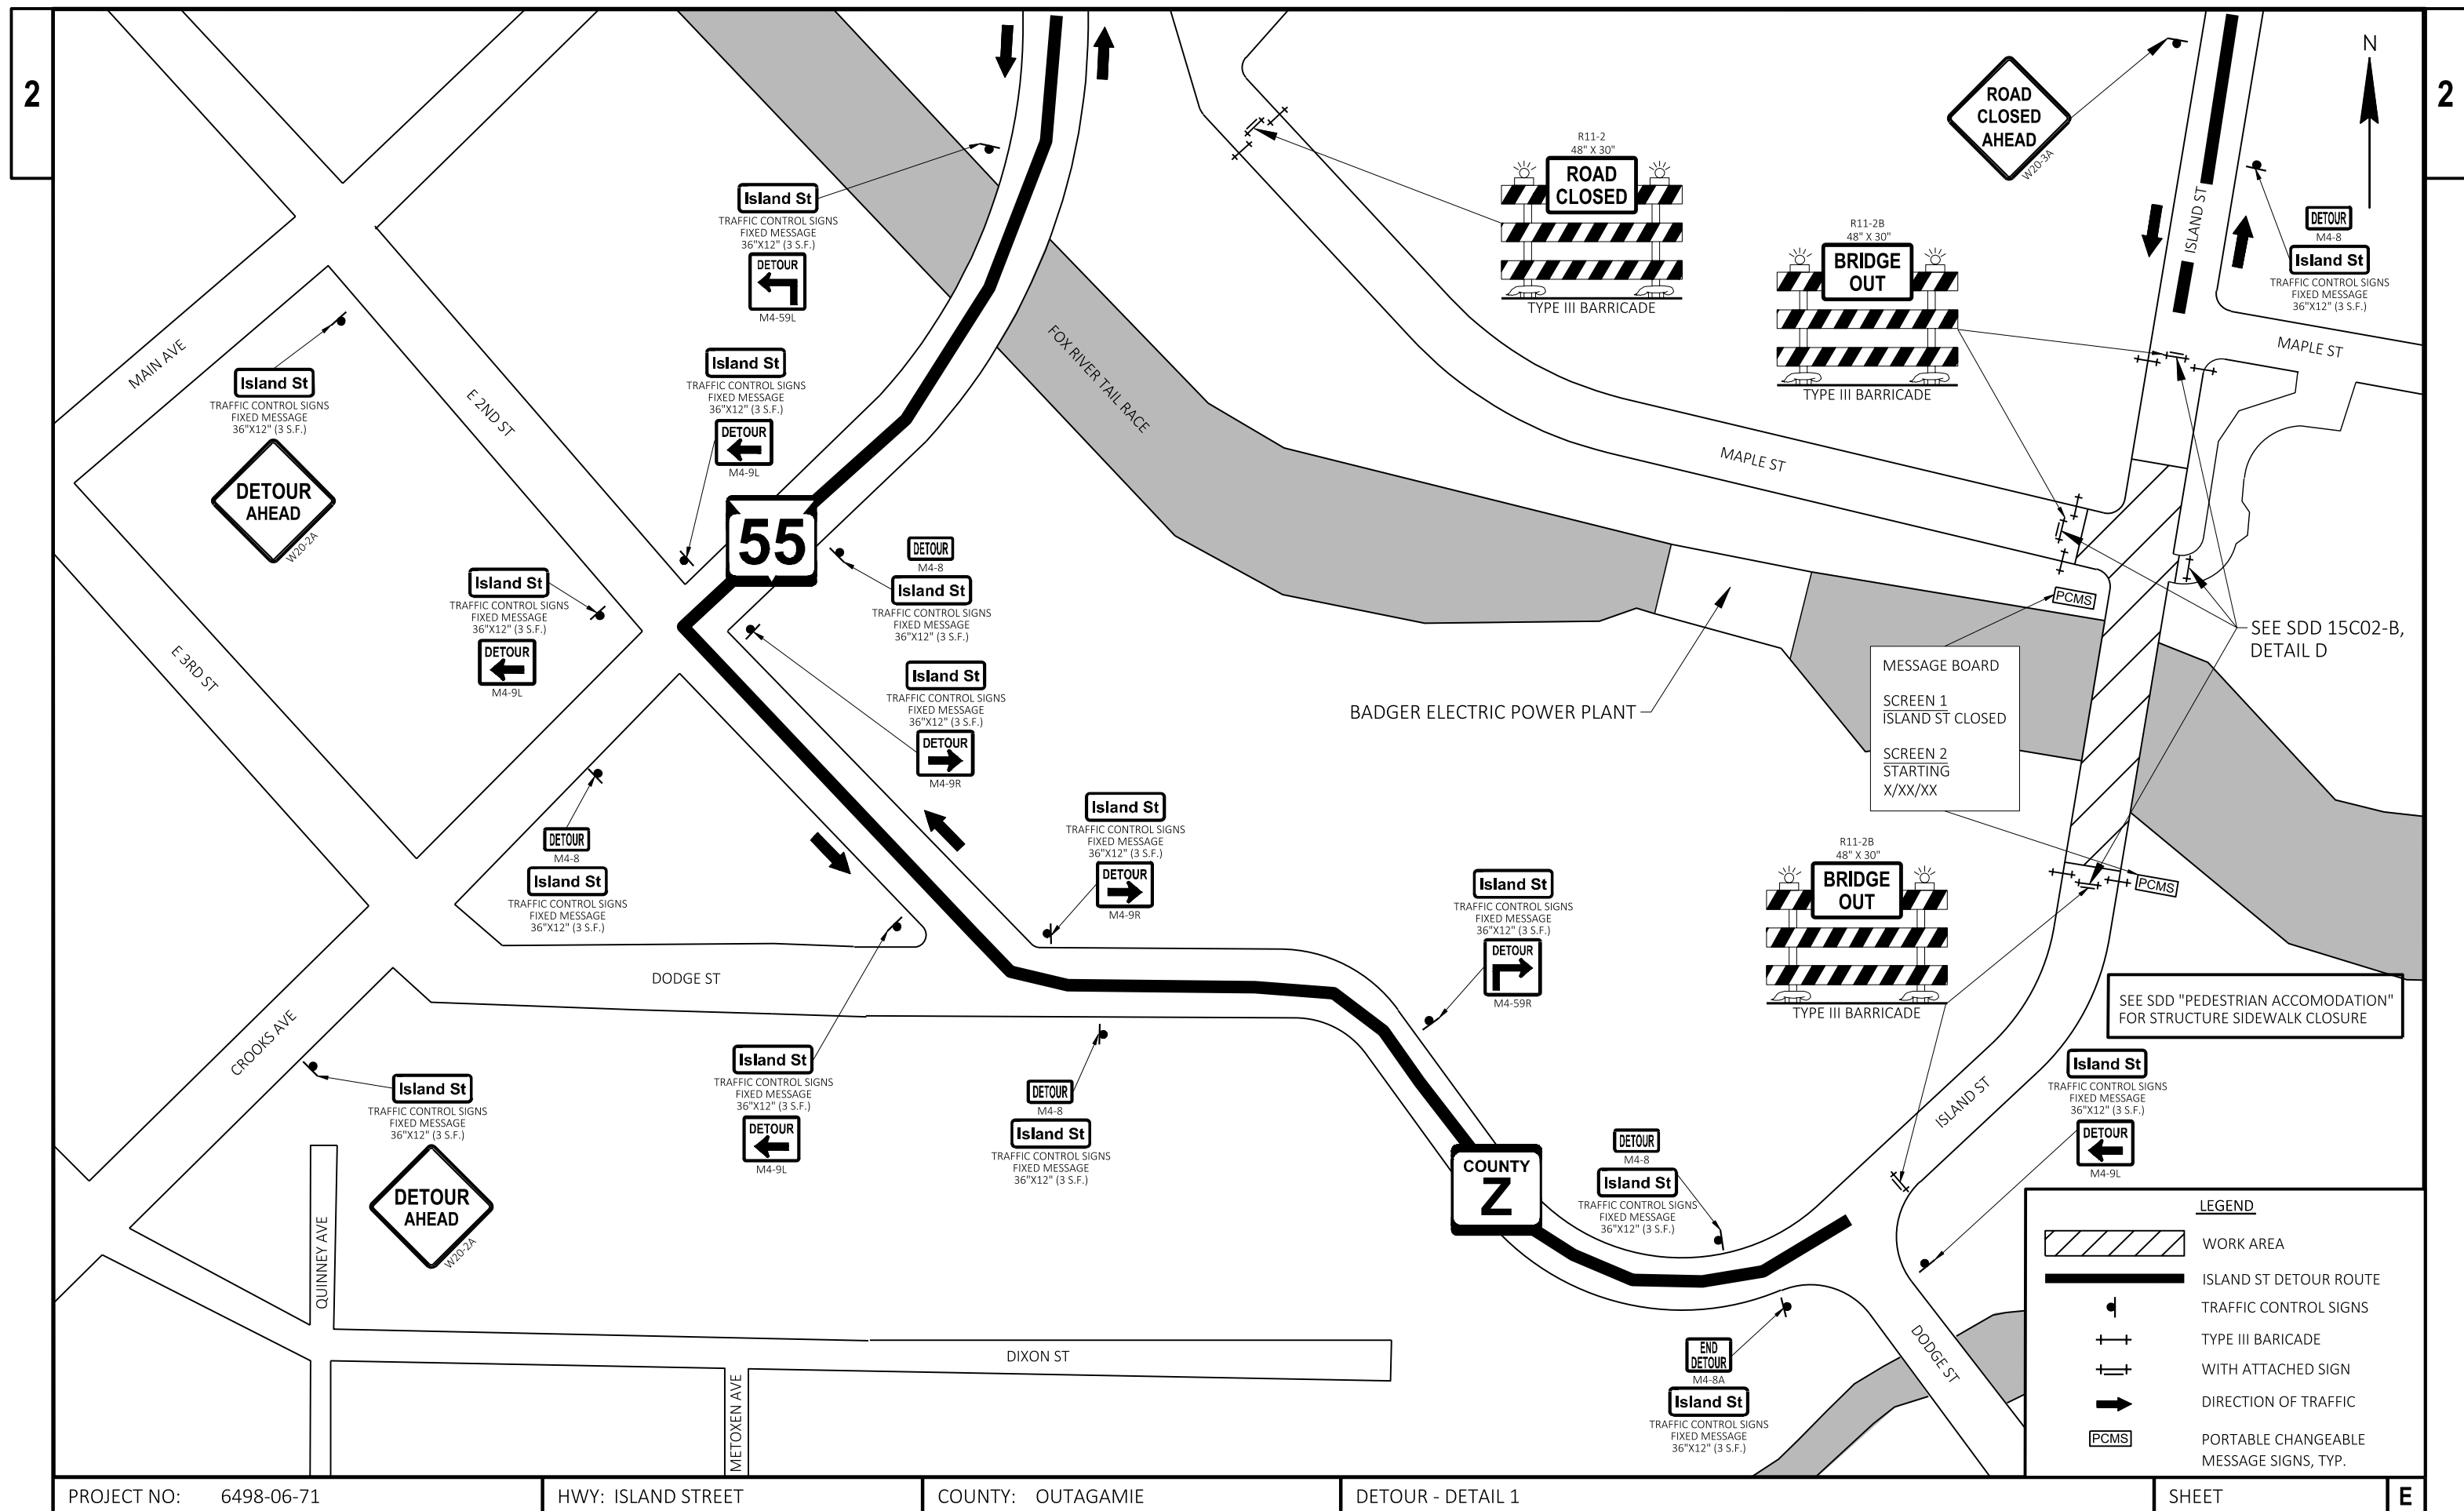 2
2
N
ROAD
CLOSED
AHEAD
W20-3A
R11-2
48" X 30"
ROAD
CLOSED
TYPE III BARRICADE
R11-2B
48" X 30"
BRIDGE
OUT
TYPE III BARRICADE
ISLAND ST
DETOUR
M4-8
Island St
TRAFFIC CONTROL SIGNS
FIXED MESSAGE
36"X12" (3 S.F.)
MAPLE ST
Island St
TRAFFIC CONTROL SIGNS
FIXED MESSAGE
36"X12" (3 S.F.)
DETOUR
M4-59L
Island St
TRAFFIC CONTROL SIGNS
FIXED MESSAGE
36"X12" (3 S.F.)
DETOUR
M4-9L
MAIN AVE
Island St
TRAFFIC CONTROL SIGNS
FIXED MESSAGE
36"X12" (3 S.F.)
DETOUR
AHEAD
W20-2A
E 2ND ST
FOX RIVER TAIL RACE
MAPLE ST
55
DETOUR
M4-8
Island St
TRAFFIC CONTROL SIGNS
FIXED MESSAGE
36"X12" (3 S.F.)
Island St
TRAFFIC CONTROL SIGNS
FIXED MESSAGE
36"X12" (3 S.F.)
DETOUR
M4-9L
E 3RD ST
Island St
TRAFFIC CONTROL SIGNS
FIXED MESSAGE
36"X12" (3 S.F.)
DETOUR
M4-9R
BADGER ELECTRIC POWER PLANT
PCMS
SEE SDD 15C02-B,
DETAIL D
MESSAGE BOARD
SCREEN 1
ISLAND ST CLOSED
SCREEN 2
STARTING
X/XX/XX
DETOUR
M4-8
Island St
TRAFFIC CONTROL SIGNS
FIXED MESSAGE
36"X12" (3 S.F.)
Island St
TRAFFIC CONTROL SIGNS
FIXED MESSAGE
36"X12" (3 S.F.)
DETOUR
M4-9R
Island St
TRAFFIC CONTROL SIGNS
FIXED MESSAGE
36"X12" (3 S.F.)
DETOUR
M4-59R
R11-2B
48" X 30"
BRIDGE
OUT
TYPE III BARRICADE
PCMS
DODGE ST
CROOKS AVE
SEE SDD "PEDESTRIAN ACCOMODATION"
FOR STRUCTURE SIDEWALK CLOSURE
Island St
TRAFFIC CONTROL SIGNS
FIXED MESSAGE
36"X12" (3 S.F.)
DETOUR
AHEAD
W20-2A
Island St
TRAFFIC CONTROL SIGNS
FIXED MESSAGE
36"X12" (3 S.F.)
DETOUR
M4-9L
DETOUR
M4-8
Island St
TRAFFIC CONTROL SIGNS
FIXED MESSAGE
36"X12" (3 S.F.)
COUNTY
Z
DETOUR
M4-8
Island St
TRAFFIC CONTROL SIGNS
FIXED MESSAGE
36"X12" (3 S.F.)
ISLAND ST
Island St
TRAFFIC CONTROL SIGNS
FIXED MESSAGE
36"X12" (3 S.F.)
DETOUR
M4-9L
QUINNEY AVE
DIXON ST
METOXEN AVE
END
DETOUR
M4-8A
Island St
TRAFFIC CONTROL SIGNS
FIXED MESSAGE
36"X12" (3 S.F.)
DODGE ST
LEGEND
WORK AREA
ISLAND ST DETOUR ROUTE
TRAFFIC CONTROL SIGNS
TYPE III BARICADE
WITH ATTACHED SIGN
DIRECTION OF TRAFFIC
PCMS
PORTABLE CHANGEABLE
MESSAGE SIGNS, TYP.
PROJECT NO: 6498-06-71
HWY: ISLAND STREET
COUNTY: OUTAGAMIE
DETOUR - DETAIL 1
SHEET
E